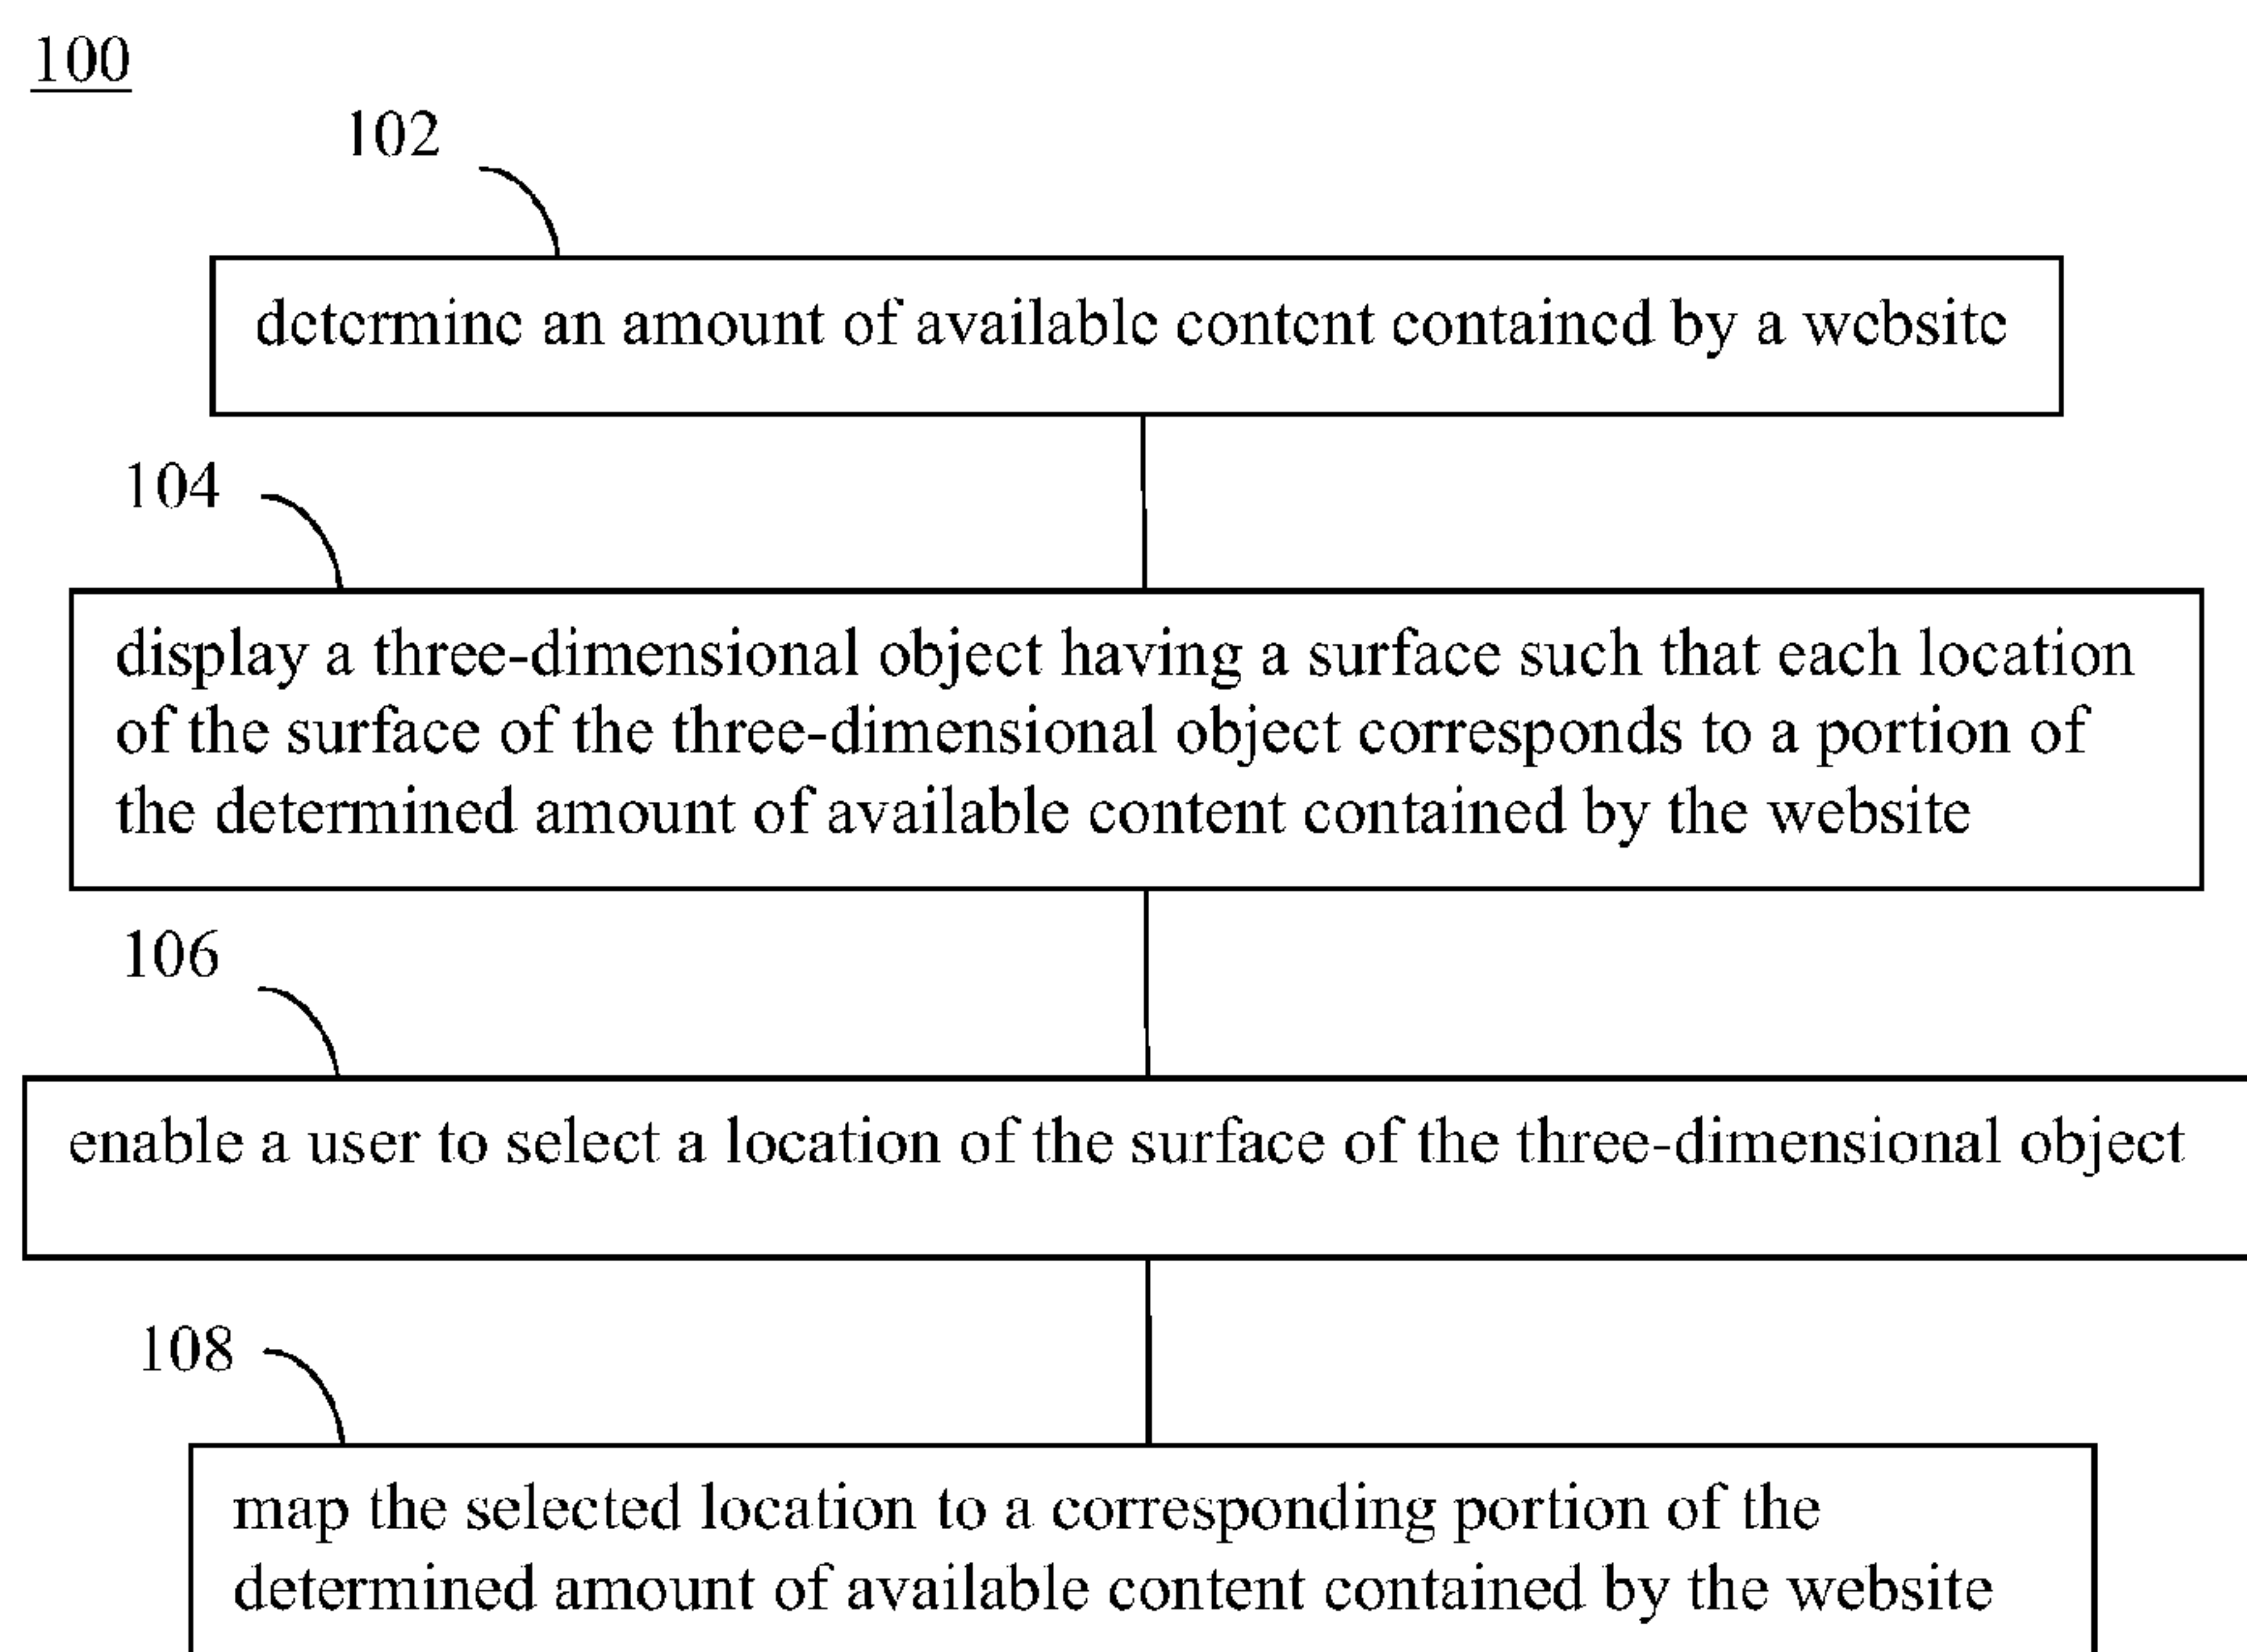 100
102
determine an amount of available content contained by a website
104
display a three-dimensional object having a surface such that each location
of the surface of the three-dimensional object corresponds to a portion of
the determined amount of available content contained by the website
106
enable a user to select a location of the surface of the three-dimensional object
108
map the selected location to a corresponding portion of the
determined amount of available content contained by the website